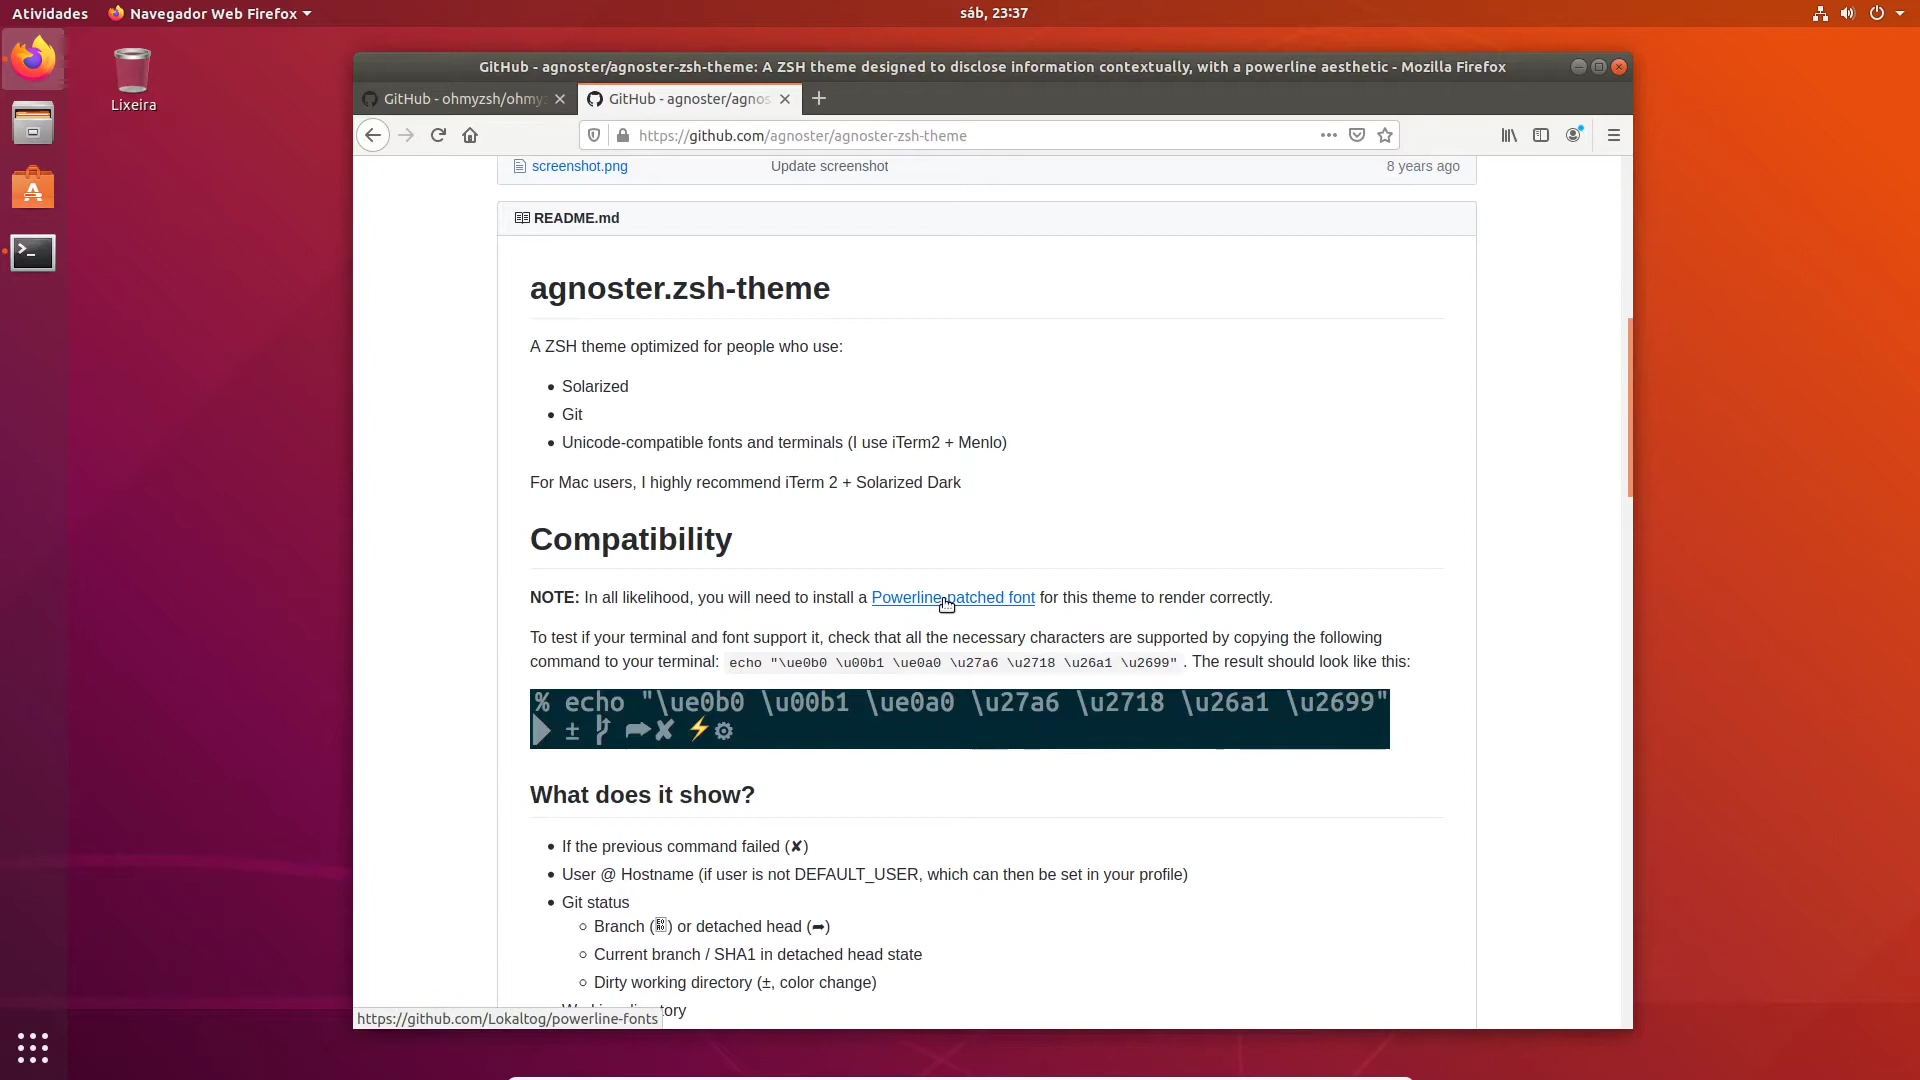 Atividades
Navegador Web Firefox
sáb, 23:37
Lixeira
GitHub - agnoster/agnoster-zsh-theme: A ZSH theme designed to disclose information contextually, with a powerline aesthetic - Mozilla Firefox
GitHub - ohmyzsh/ohmy
GitHub - agnoster/agnos
https://github.com/agnoster/agnoster-zsh-theme
screenshot.png Update screenshot 8 years ago
README.md
agnoster.zsh-theme
A ZSH theme optimized for people who use:
Solarized
Git
Unicode-compatible fonts and terminals (I use iTerm2 + Menlo)
For Mac users, I highly recommend iTerm 2 + Solarized Dark
Compatibility
NOTE: In all likelihood, you will need to install a Powerline-patched font for this theme to render correctly.
To test if your terminal and font support it, check that all the necessary characters are supported by copying the following
command to your terminal: echo "\ue0b0 \u00b1 \ue0a0 \u27a6 \u2718 \u26a1 \u2699" . The result should look like this:
% echo "\ue0b0 \u00b1 \ue0a0 \u27a6 \u2718 \u26a1 \u2699"
± ➦ ✘ ⚡ ⚙
What does it show?
If the previous command failed (✘)
User @ Hostname (if user is not DEFAULT_USER, which can then be set in your profile)
Git status
Branch () or detached head (➦)
Current branch / SHA1 in detached head state
Dirty working directory (±, color change)
https://github.com/Lokaltog/powerline-fonts